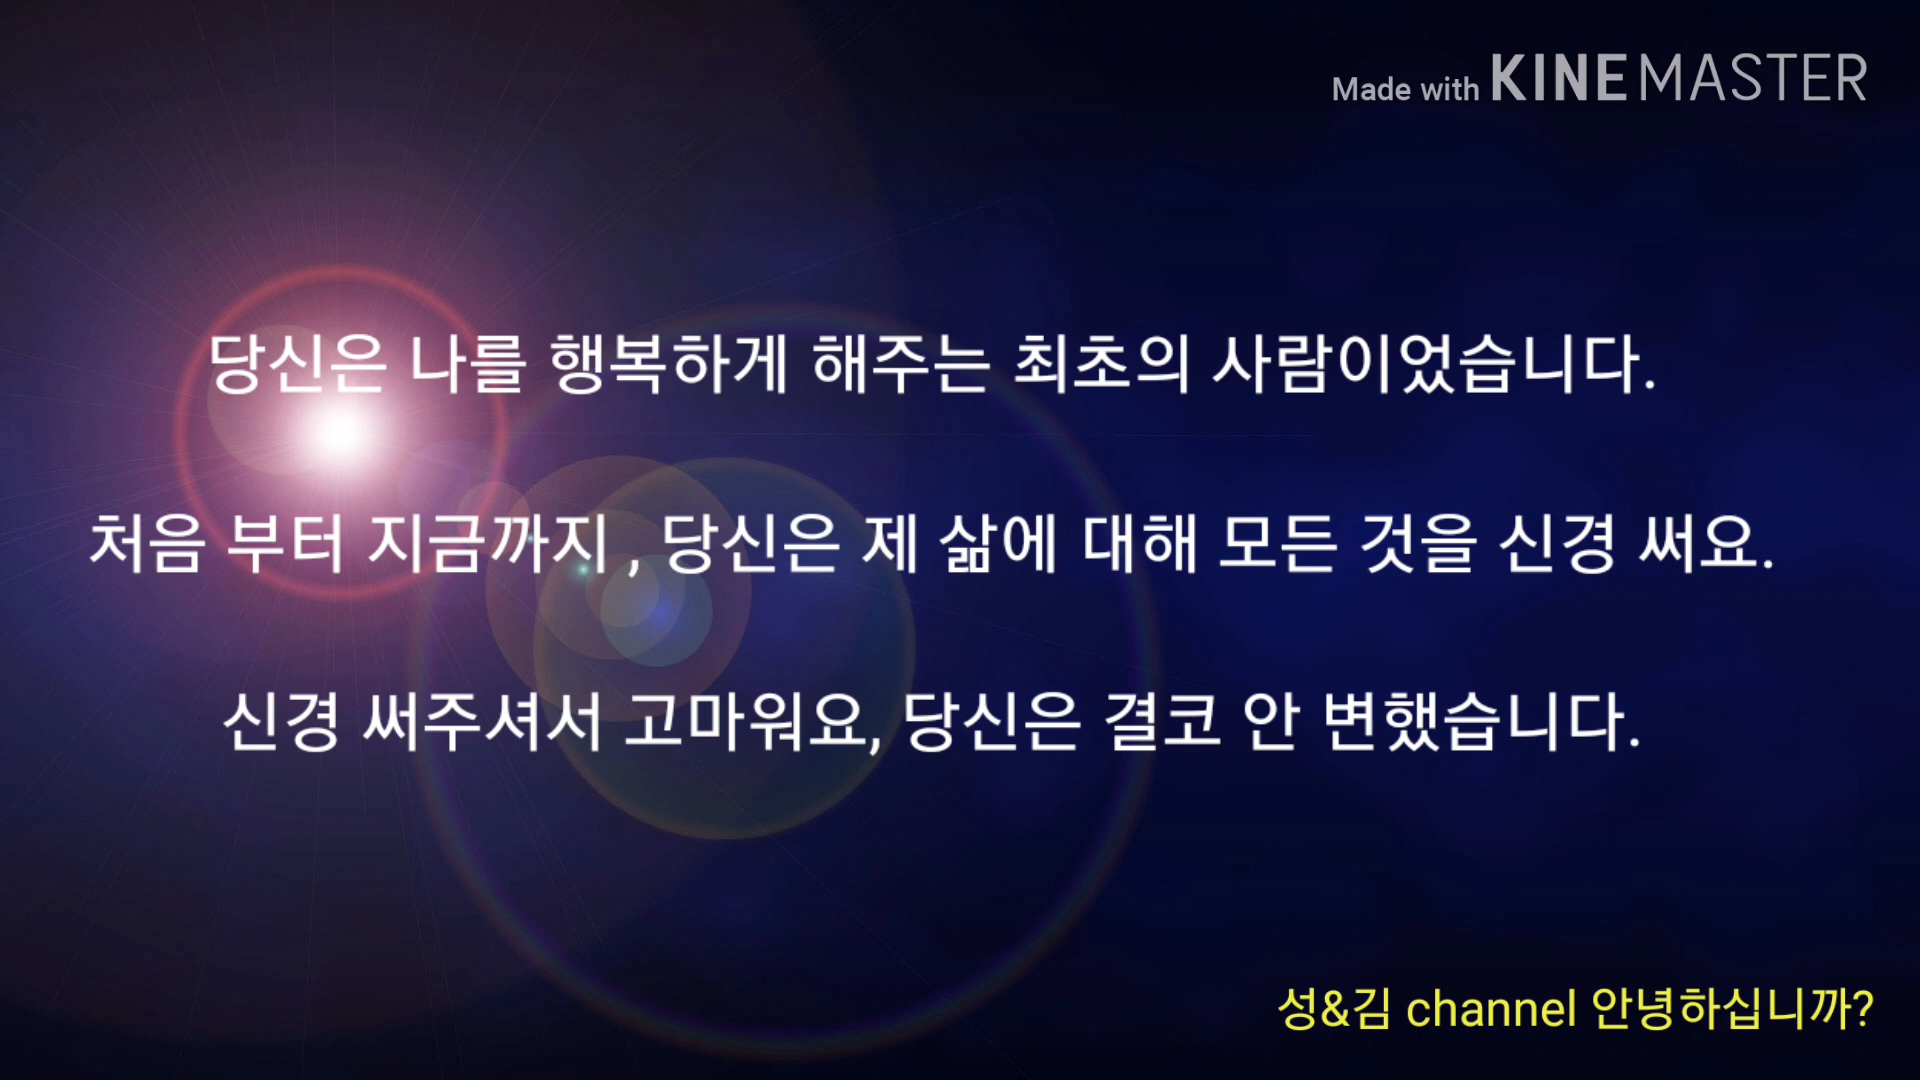 Made with KINEMASTER
당신은 나를 행복하게 해주는 최초의 사람이었습니다.
처음 부터 지금까지 , 당신은 제 삶에 대해 모든 것을 신경 써요.
신경 써주셔서 고마워요, 당신은 결코 안 변했습니다.
성&김 channel 안녕하십니까?